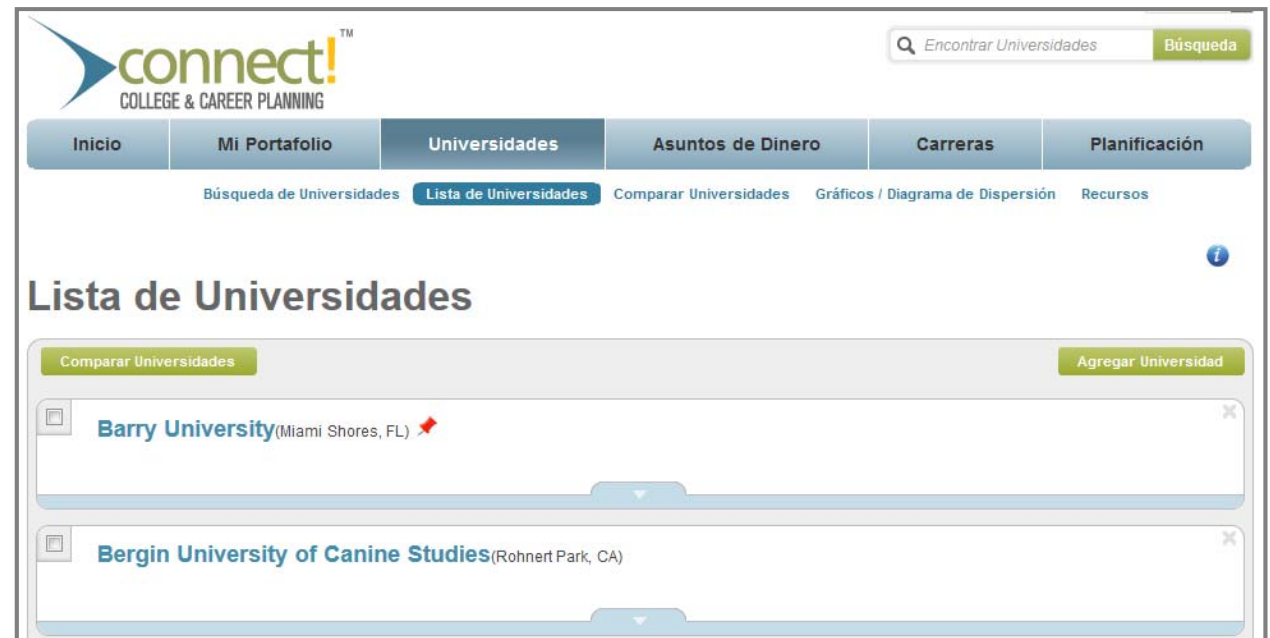 connect!™
COLLEGE & CAREER PLANNING
Encontrar Universidades Búsqueda
Inicio Mi Portafolio Universidades Asuntos de Dinero Carreras Planificación
Búsqueda de Universidades Lista de Universidades Comparar Universidades Gráficos / Diagrama de Dispersión Recursos
i
Lista de Universidades
Comparar Universidades Agregar Universidad
Barry University(Miami Shores, FL)
Bergin University of Canine Studies(Rohnert Park, CA)